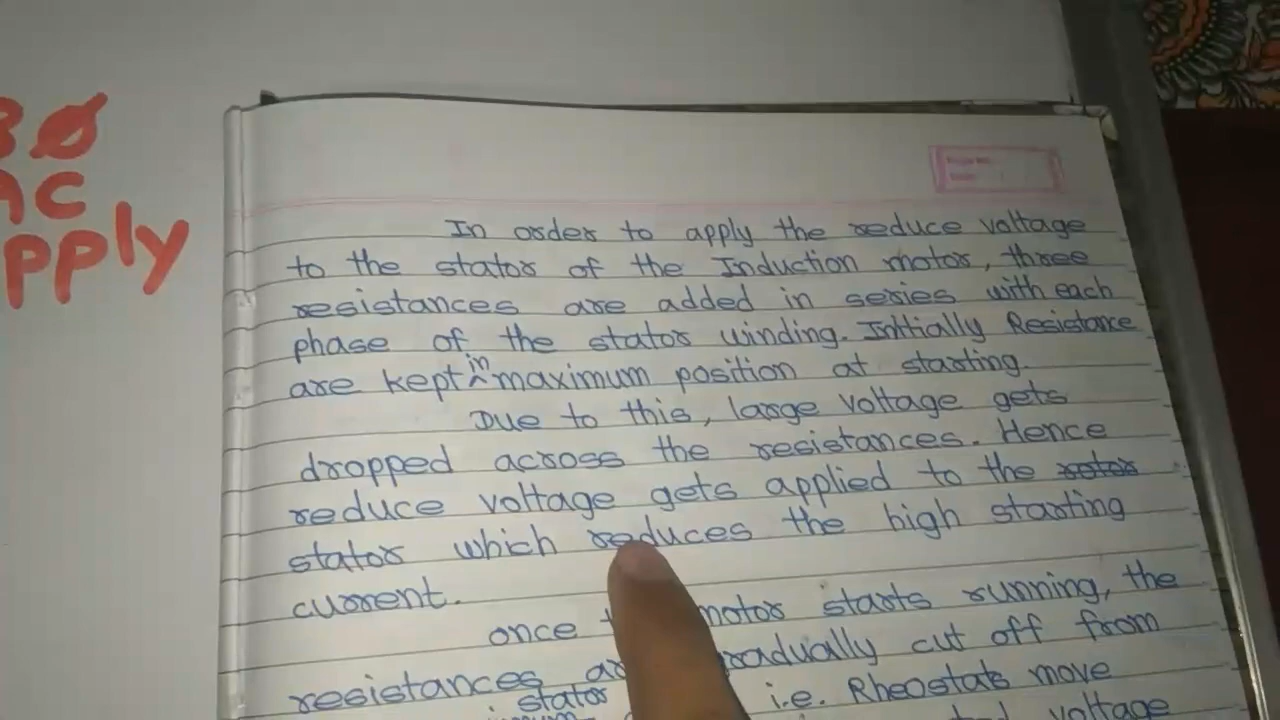 3Ø
AC
pply
In order to apply the reduce voltage
to the stator of the Induction motor, three
resistances are added in series with each
phase of the stator winding. Initially Resistance
are kept in maximum position at starting.
Due to this, large voltage gets
dropped across the resistances. Hence
reduce voltage gets applied to the rotor
stator which reduces the high starting
current.
once motor starts running, the
resistances gradually cut off from
stator i.e. Rheostats move
voltage